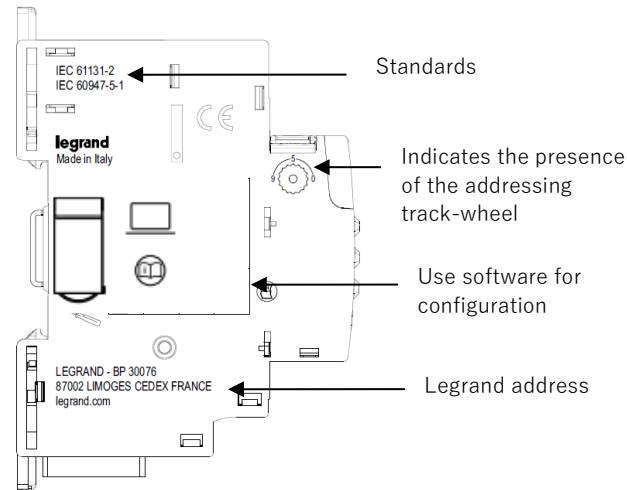 IEC 61131-2
IEC 60947-5-1
Standards
CE
legrand
Made in Italy
5
9 0
Indicates the presence
of the addressing
track-wheel
Use software for
configuration
LEGRAND - BP 30076
87002 LIMOGES CEDEX FRANCE
legrand.com
Legrand address